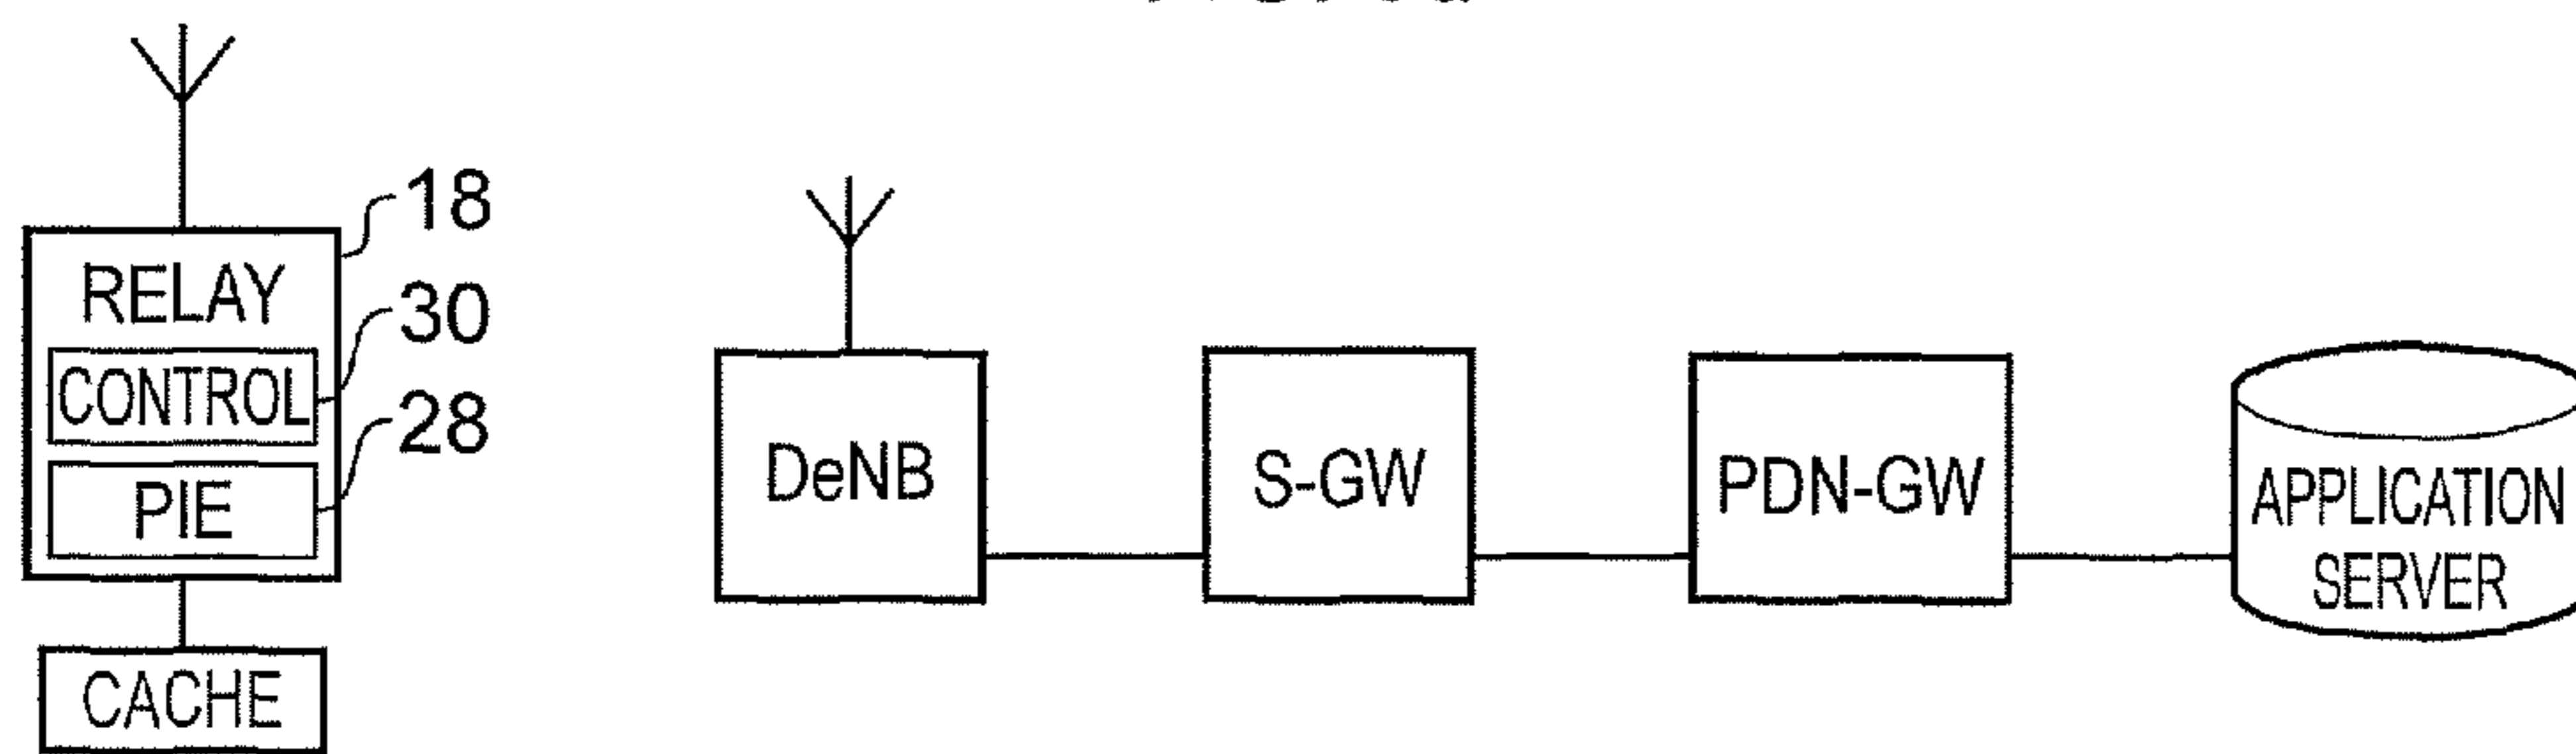 18
RELAY
30
CONTROL
28
PIE
CACHE
DeNB
S-GW
PDN-GW
APPLICATION
SERVER